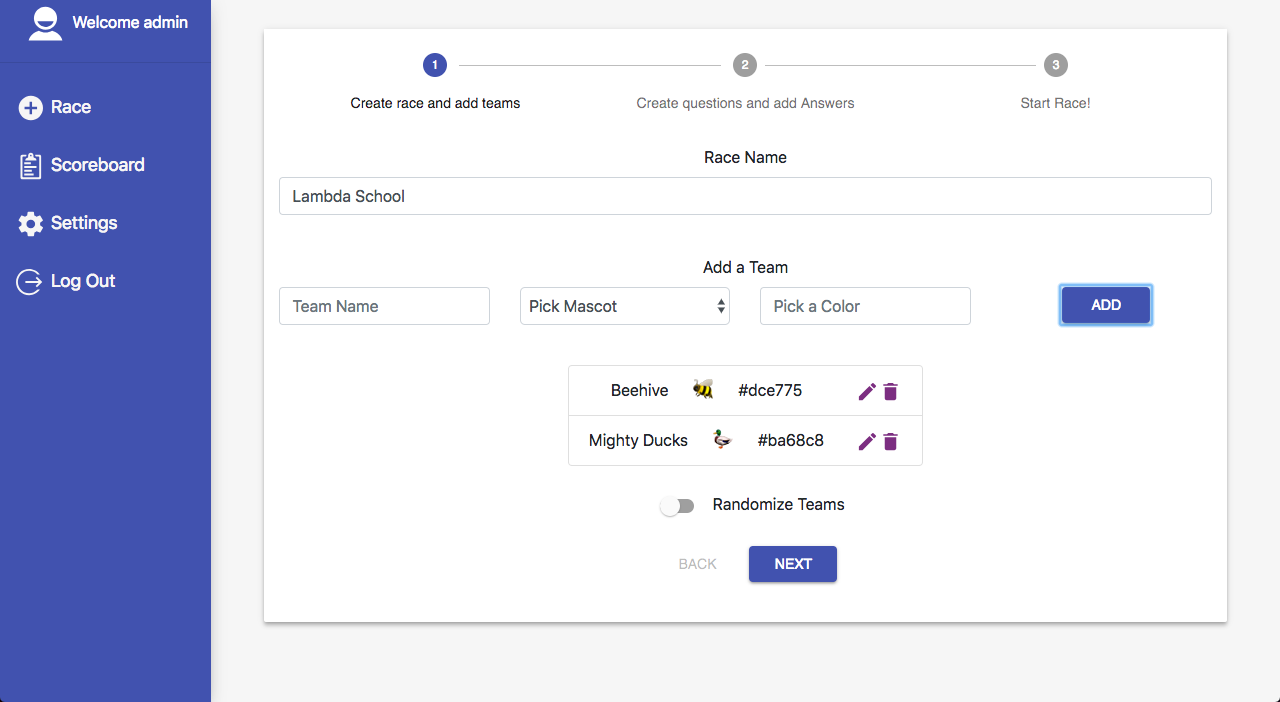 Welcome admin
Race
Scoreboard
Settings
Log Out
1
2
3
Create race and add teams
Create questions and add Answers
Start Race!
Race Name
Lambda School
Add a Team
Team Name
Pick Mascot
Pick a Color
ADD
Beehive #dce775
Mighty Ducks #ba68c8
Randomize Teams
BACK
NEXT